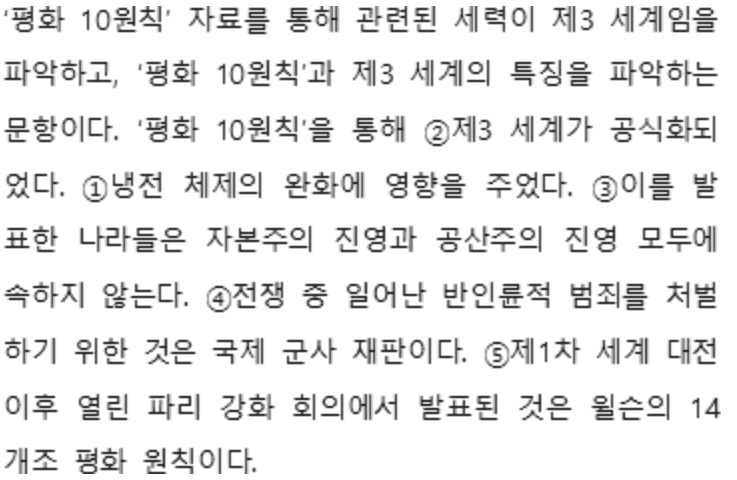 '평화 10원칙' 자료를 통해 관련된 세력이 제3 세계임을
파악하고, '평화 10원칙'과 제3 세계의 특징을 파악하는
문항이다. '평화 10원칙'을 통해 ②제3 세계가 공식화되
었다. ①냉전 체제의 완화에 영향을 주었다. ③이를 발
표한 나라들은 자본주의 진영과 공산주의 진영 모두에
속하지 않는다. ④전쟁 중 일어난 반인륜적 범죄를 처벌
하기 위한 것은 국제 군사 재판이다. ⑤제1차 세계 대전
이후 열린 파리 강화 회의에서 발표된 것은 윌슨의 14
개조 평화 원칙이다.